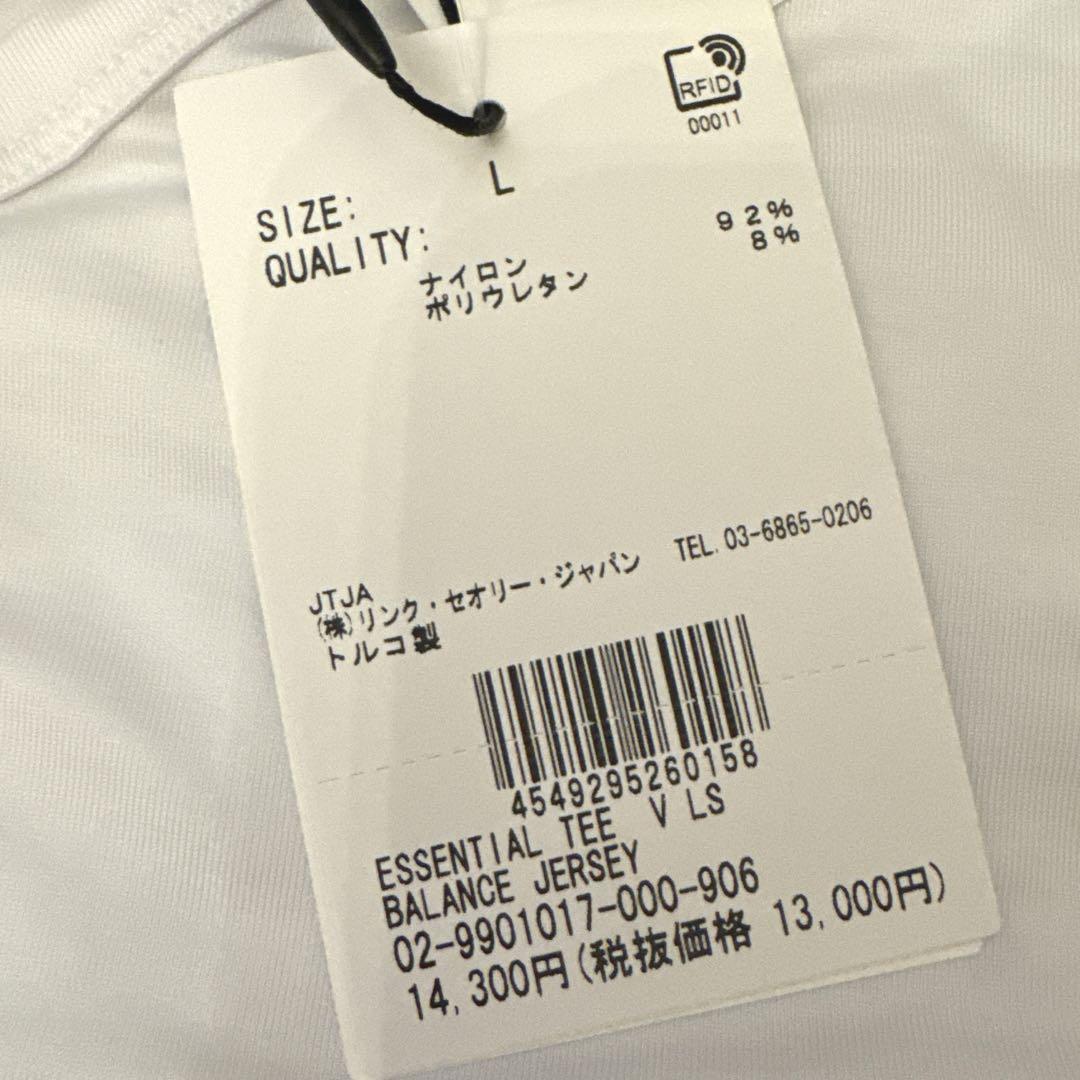 RFID
00011
SIZE: L
QUALITY:
ナイロン 92%
ポリウレタン 8%
JTJA
(株)リンク・セオリー・ジャパン TEL.03-6865-0206
トルコ製
4549295260158
ESSENTIAL TEE V LS
BALANCE JERSEY
02-9901017-000-906
14,300円(税抜価格 13,000円)